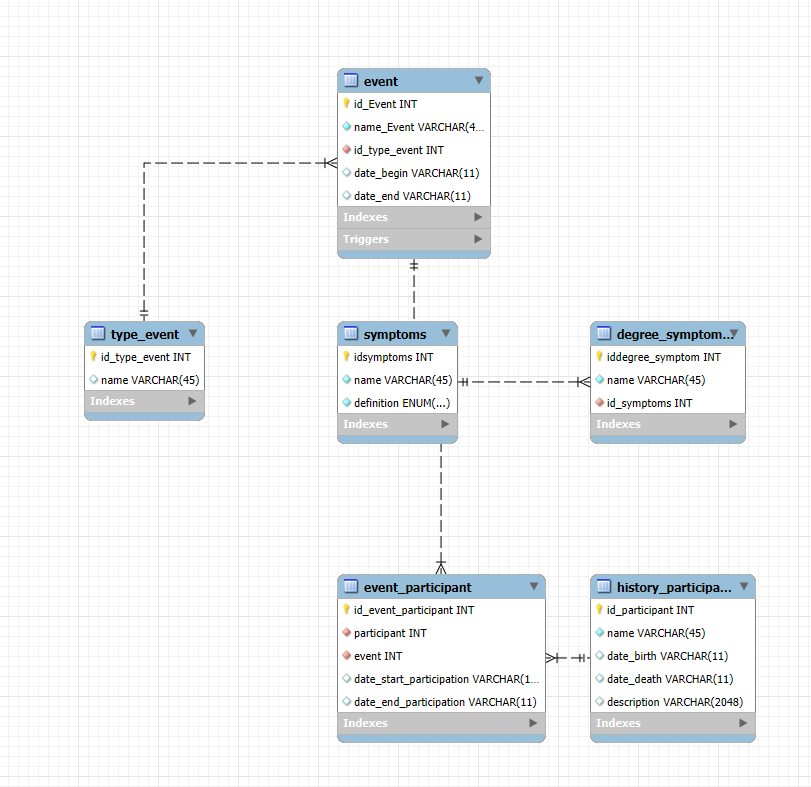 event
id_Event INT
name_Event VARCHAR(4...
id_type_event INT
date_begin VARCHAR(11)
date_end VARCHAR(11)
Indexes
Triggers
type_event
id_type_event INT
name VARCHAR(45)
Indexes
symptoms
idsymptoms INT
name VARCHAR(45)
definition ENUM(...)
Indexes
degree_symptom...
iddegree_symptom INT
name VARCHAR(45)
id_symptoms INT
Indexes
event_participant
id_event_participant INT
participant INT
event INT
date_start_participation VARCHAR(1...
date_end_participation VARCHAR(11)
Indexes
history_participa...
id_participant INT
name VARCHAR(45)
date_birth VARCHAR(11)
date_death VARCHAR(11)
description VARCHAR(2048)
Indexes